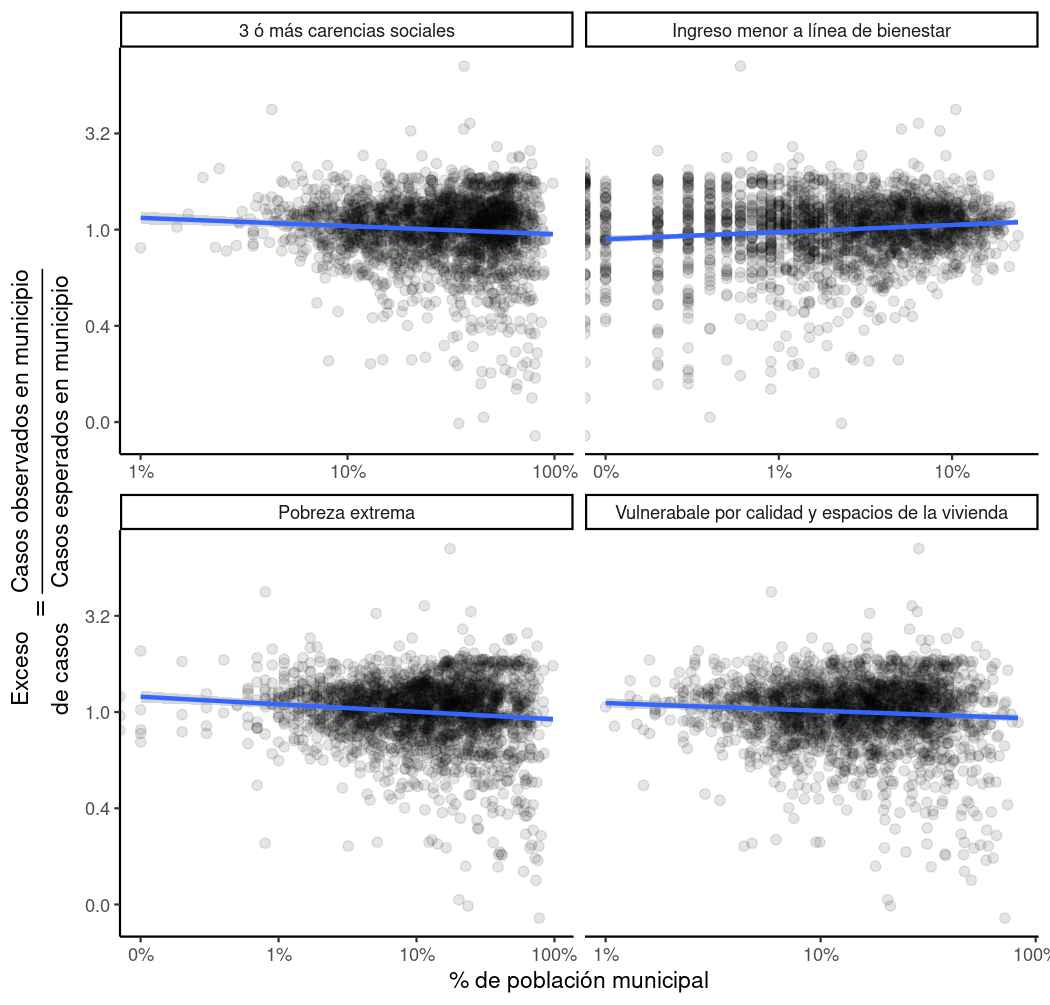 3 ó más carencias sociales
Ingreso menor a línea de bienestar
3.2
1.0
0.4
0.0
1%
10%
100%
0%
1%
10%
Pobreza extrema
Vulnerabale por calidad y espacios de la vivienda
3.2
1.0
0.4
0.0
0%
1%
10%
100%
1%
10%
100%
% de población municipal
Exceso
de casos
=
Casos observados en municipio
Casos esperados en municipio